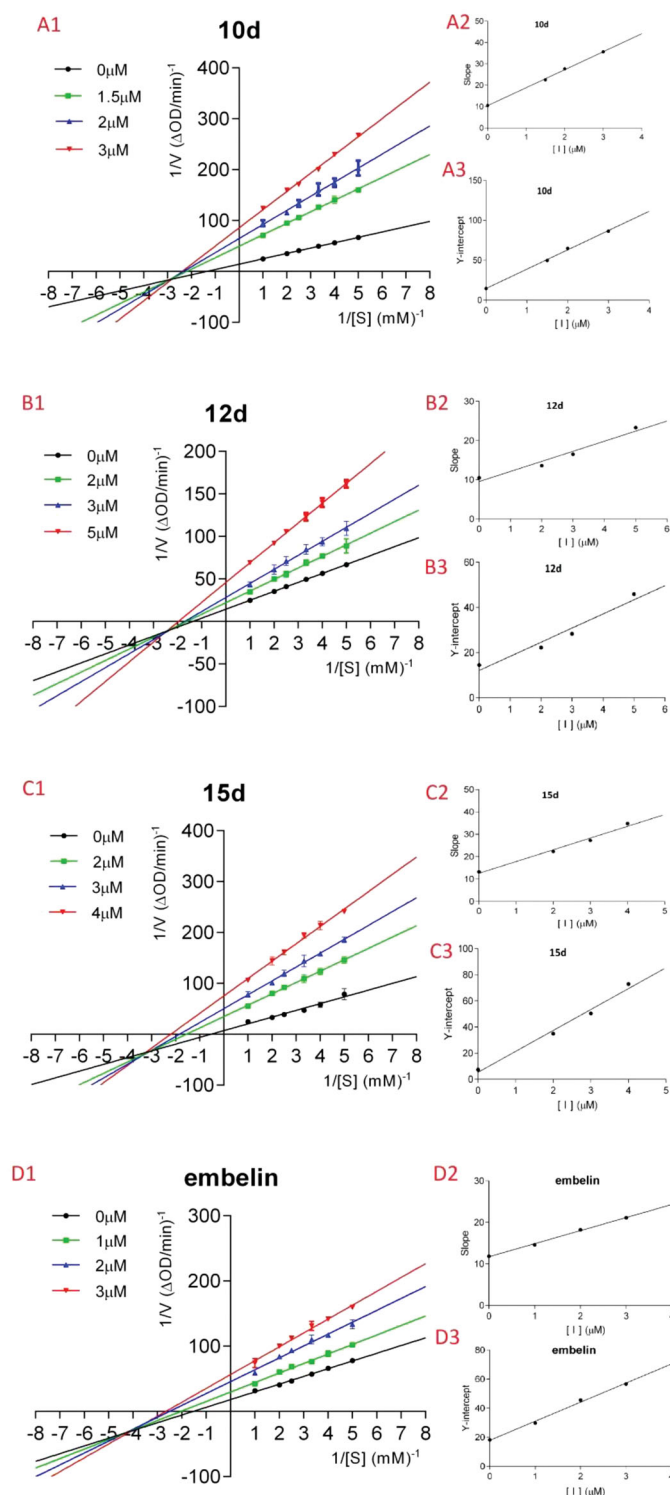 A1
10d
0μM
1.5μM
2μM
3μM
1/V (ΔOD/min)⁻¹
400
300
200
100
-100
-8 -7 -6 -5 -4 -3 -2 -1 0 1 2 3 4 5 6 7 8
1/[S] (mM)⁻¹
A2
10d
Slope
50
40
30
20
10
0
0 1 2 3 4
[ I ] (μM)
A3
10d
Y-intercept
150
100
50
0
0 1 2 3 4
[ I ] (μM)
B1
12d
0μM
2μM
3μM
5μM
1/V (ΔOD/min)⁻¹
200
150
100
50
-50
-100
-8 -7 -6 -5 -4 -3 -2 -1 0 1 2 3 4 5 6 7 8
1/[S] (mM)⁻¹
B2
12d
Slope
30
20
10
0
0 1 2 3 4 5 6
[ I ] (μM)
B3
12d
Y-intercept
60
40
20
0
0 1 2 3 4 5 6
[ I ] (μM)
C1
15d
0μM
2μM
3μM
4μM
1/V (ΔOD/min)⁻¹
400
300
200
100
-100
-8 -7 -6 -5 -4 -3 -2 -1 0 1 2 3 4 5 6 7 8
1/[S] (mM)⁻¹
C2
15d
Slope
50
40
30
20
10
0
0 1 2 3 4 5
[ I ] (μM)
C3
15d
Y-intercept
100
80
60
40
20
0
0 1 2 3 4 5
[ I ] (μM)
D1
embelin
0μM
1μM
2μM
3μM
1/V (ΔOD/min)⁻¹
300
200
100
-100
-8 -7 -6 -5 -4 -3 -2 -1 0 1 2 3 4 5 6 7 8
1/[S] (mM)⁻¹
D2
embelin
Slope
30
20
10
0
0 1 2 3 4
[ I ] (μM)
D3
embelin
Y-intercept
80
60
40
20
0
0 1 2 3 4
[ I ] (μM)